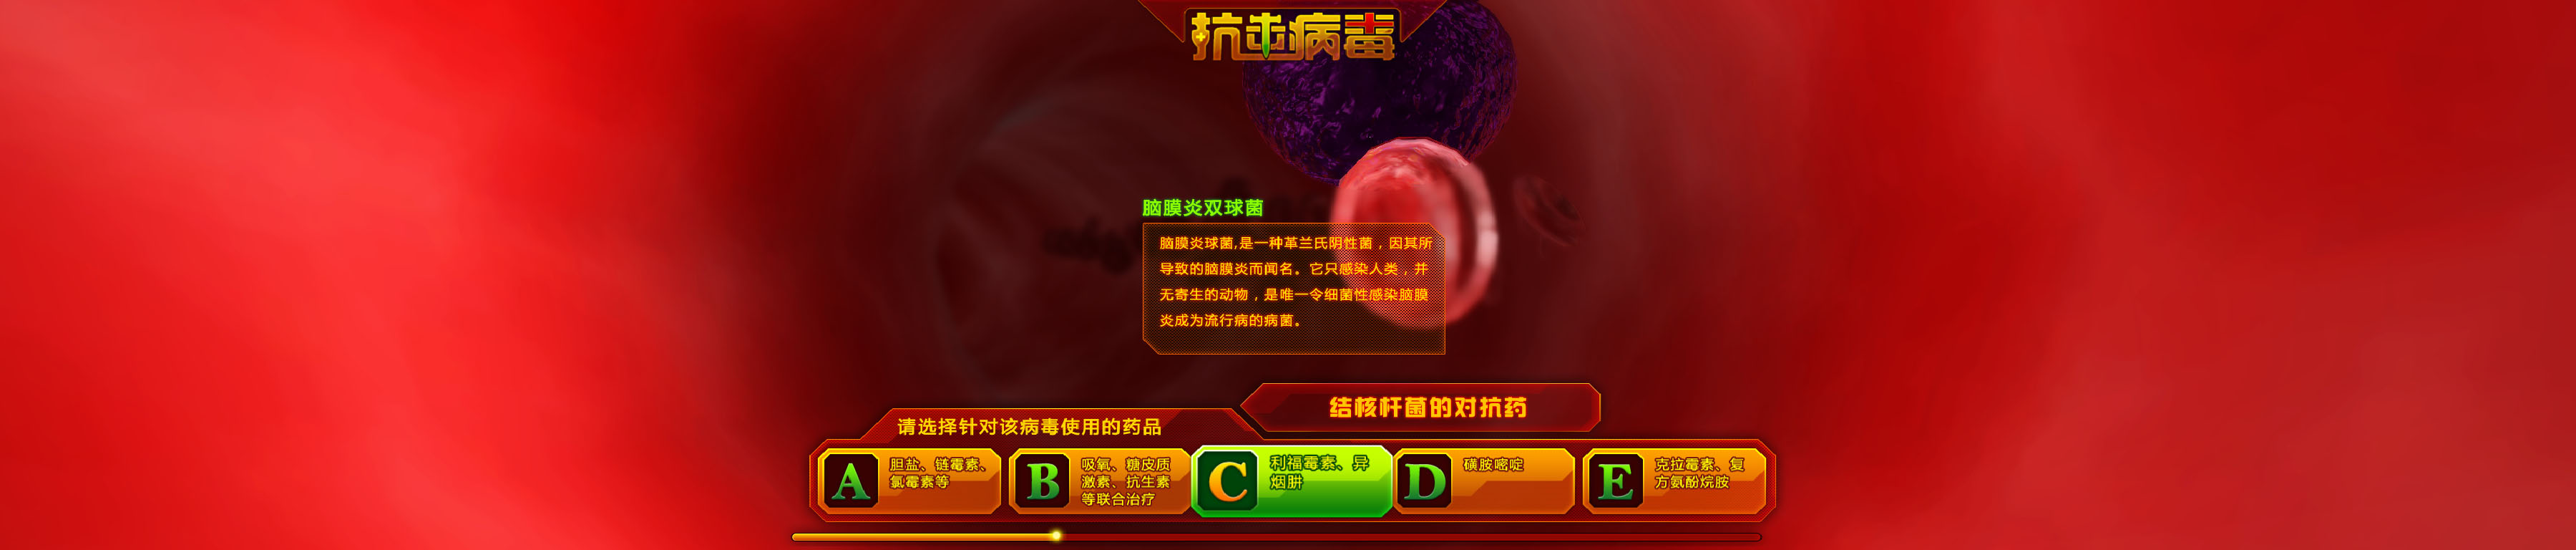 抗击病毒
脑膜炎双球菌
脑膜炎球菌,是一种革兰氏阴性菌，因其所
导致的脑膜炎而闻名。它只感染人类，并
无寄生的动物，是唯一令细菌性感染脑膜
炎成为流行病的病菌。
结核杆菌的对抗药
请选择针对该病毒使用的药品
A
胆盐、链霉素、
氯霉素等
B
吸氧、糖皮质
激素、抗生素
等联合治疗
C
利福霉素、异
烟肼
D
磺胺嘧啶
E
克拉霉素、复
方氨酚烷胺